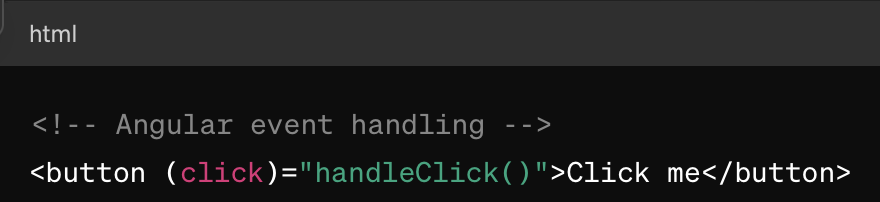 html
<!-- Angular event handling -->
<button (click)="handleClick()">Click me</button>